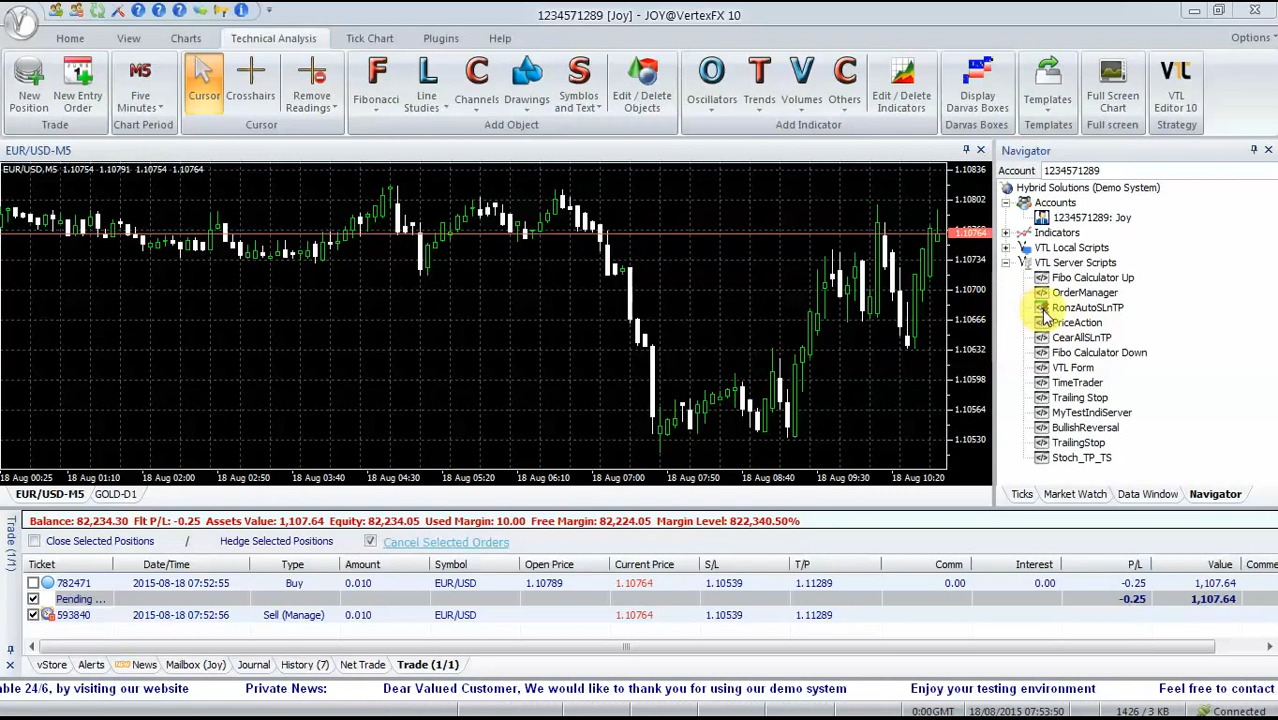 1234571289 [Joy] - JOY@VertexFX 10
Home View Charts Technical Analysis Tick Chart Plugins Help Options
New Position
New Entry Order
Trade
M5
Five Minutes
Chart Period
Cursor
Crosshairs
Remove Readings
Cursor
F
Fibonacci
L
Line Studies
C
Channels
Drawings
S
Symblos and Text
Edit / Delete Objects
Add Object
O
Oscillators
T
Trends
V
Volumes
C
Others
Edit / Delete Indicators
Add Indicator
Display Darvas Boxes
Darvas Boxes
Templates
Templates
Full Screen Chart
Full screen
VTL
VTL Editor 10
Strategy
EUR/USD-M5
EUR/USD,M5 1.10754 1.10791 1.10754 1.10764
1.10836
1.10802
1.10764
1.10734
1.10700
1.10666
1.10632
1.10598
1.10564
1.10530
18 Aug 00:25 18 Aug 01:10 18 Aug 02:00 18 Aug 02:50 18 Aug 03:40 18 Aug 04:30 18 Aug 05:20 18 Aug 06:10 18 Aug 07:00 18 Aug 07:50 18 Aug 08:40 18 Aug 09:30 18 Aug 10:20
EUR/USD-M5 GOLD-D1
Navigator
Account 1234571289
Hybrid Solutions (Demo System)
Accounts
1234571289: Joy
Indicators
VTL Local Scripts
VTL Server Scripts
Fibo Calculator Up
OrderManager
RonzAutoSLnTP
PriceAction
CearAllSLnTP
Fibo Calculator Down
VTL Form
TimeTrader
Trailing Stop
MyTestIndiServer
BullishReversal
TrailingStop
Stoch_TP_TS
Ticks Market Watch Data Window Navigator
Trade (1/1)
Balance: 82,234.30 Flt P/L: -0.25 Assets Value: 1,107.64 Equity: 82,234.05 Used Margin: 10.00 Free Margin: 82,224.05 Margin Level: 822,340.50%
Close Selected Positions / Hedge Selected Positions Cancel Selected Orders
Ticket Date/Time Type Amount Symbol Open Price Current Price S/L T/P Comm Interest P/L Value Comme
782471 2015-08-18 07:52:55 Buy 0.010 EUR/USD 1.10789 1.10764 1.10539 1.11289 0.00 0.00 -0.25 1,107.64
Pending ... -0.25 1,107.64
593840 2015-08-18 07:52:56 Sell (Manage) 0.010 EUR/USD 1.10764 1.10539 1.11289
vStore Alerts News Mailbox (Joy) Journal History (7) Net Trade Trade (1/1)
able 24/6, by visiting our website Private News: Dear Valued Customer, We would like to thank you for using our demo system Enjoy your testing environment Feel free to contact
0:00GMT 18/08/2015 07:53:50 1426 / 3 KB Connected